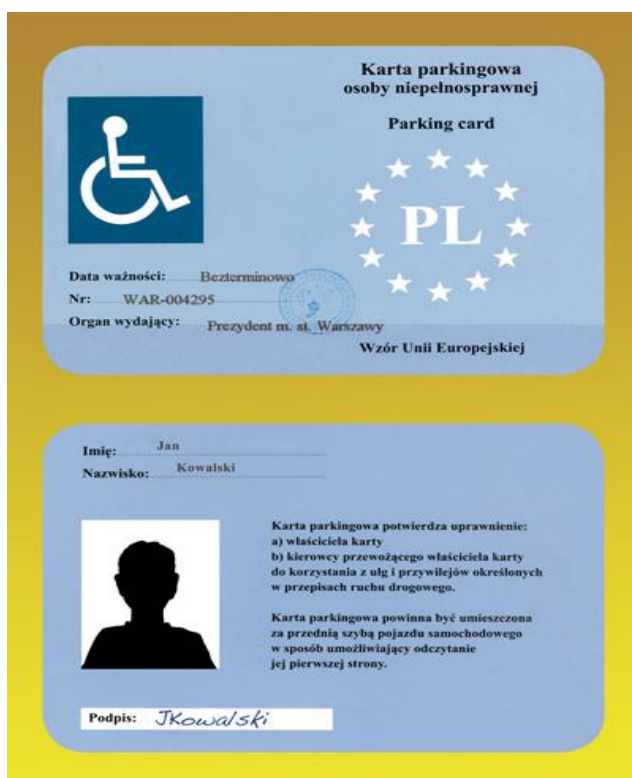 Karta parkingowa
osoby niepełnosprawnej
Parking card
PL
Data ważności: Bezterminowo
Nr: WAR-004295
Organ wydający: Prezydent m. st. Warszawy
Wzór Unii Europejskiej
Imię: Jan
Nazwisko: Kowalski
Karta parkingowa potwierdza uprawnienie:
a) właściciela karty
b) kierowcy przewożącego właściciela karty
do korzystania z ulg i przywilejów określonych
w przepisach ruchu drogowego.
Karta parkingowa powinna być umieszczona
za przednią szybą pojazdu samochodowego
w sposób umożliwiający odczytanie
jej pierwszej strony.
Podpis: JKowalski